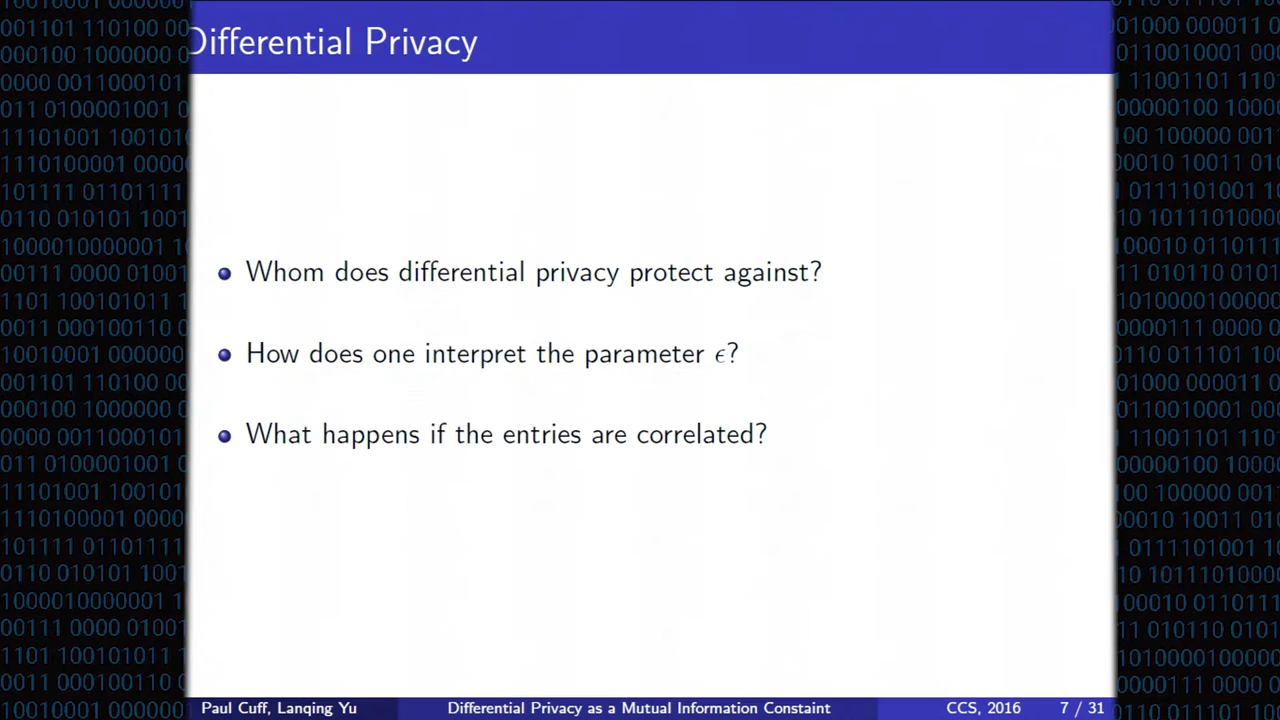 Differential Privacy
Whom does differential privacy protect against?
How does one interpret the parameter ϵ?
What happens if the entries are correlated?
Paul Cuff, Lanqing Yu
Differential Privacy as a Mutual Information Constaint
CCS, 2016
7 / 31